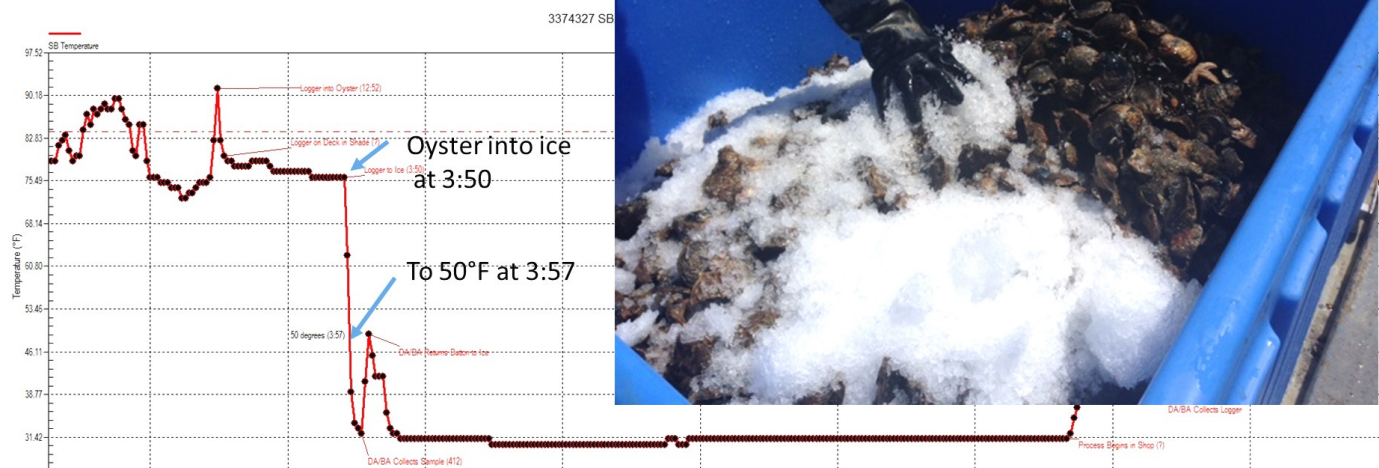 3374327 SB
SB Temperature
97.52
90.18
82.83
75.49
68.14
60.80
53.46
46.11
38.77
31.42
Temperature (°F)
Logger into Oyster (12:52)
Logger on Deck in Shade (?)
Logger to Ice (3:50)
Oyster into ice
at 3:50
To 50°F at 3:57
50 degrees (3:57)
DA/BA Returns Button to Ice
DA/BA Collects Sample (412)
DA/BA Collects Logger
Process Begins in Shop (?)